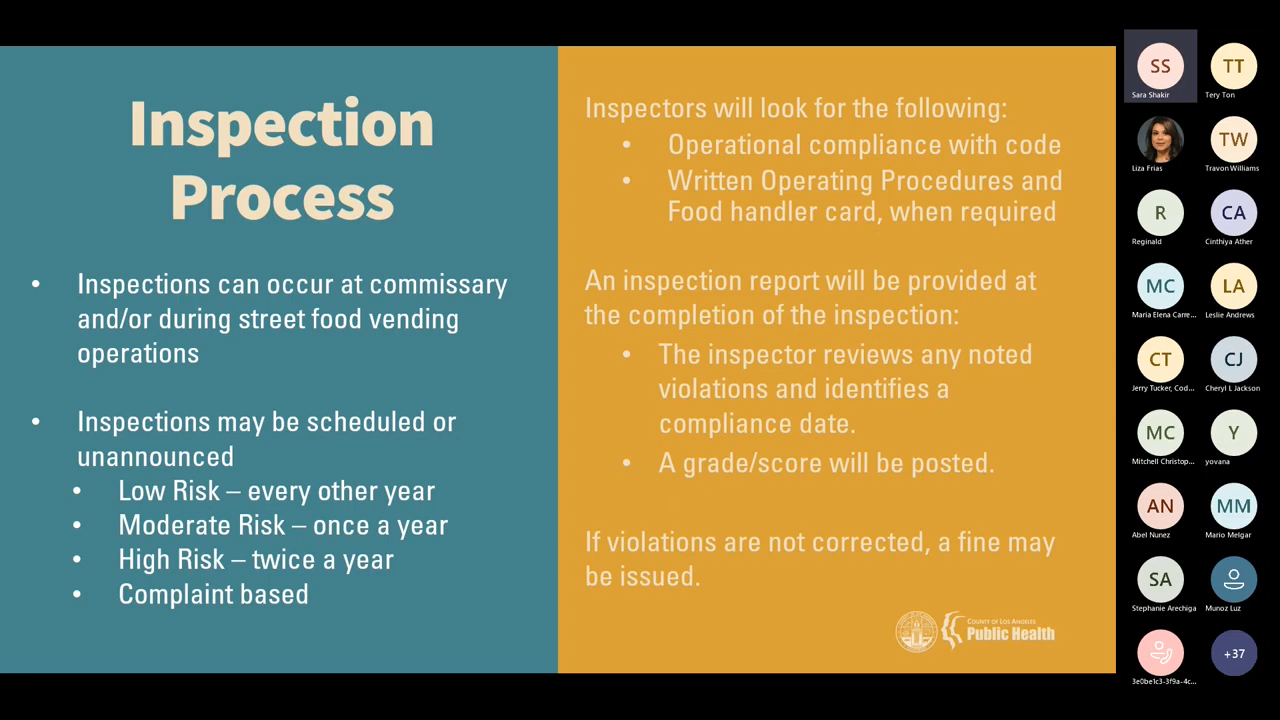 Inspection
Process
• Inspections can occur at commissary
and/or during street food vending
operations
• Inspections may be scheduled or
unannounced
• Low Risk – every other year
• Moderate Risk – once a year
• High Risk – twice a year
• Complaint based
Inspectors will look for the following:
• Operational compliance with code
• Written Operating Procedures and
Food handler card, when required
An inspection report will be provided at
the completion of the inspection:
• The inspector reviews any noted
violations and identifies a
compliance date.
• A grade/score will be posted.
If violations are not corrected, a fine may
be issued.
County of Los Angeles
Public Health
SS
Sara Shakir
TT
Tery Ton
Liza Frias
TW
Travon Williams
R
Reginald
CA
Cinthiya Ather
MC
Maria Elena Carre...
LA
Leslie Andrews
CT
Jerry Tucker, Cod...
CJ
Cheryl L Jackson
MC
Mitchell Christop...
Y
yovana
AN
Abel Nunez
MM
Mario Melgar
SA
Stephanie Arechiga
Munoz Luz
3e0be1c3-3f9a-4c...
+37